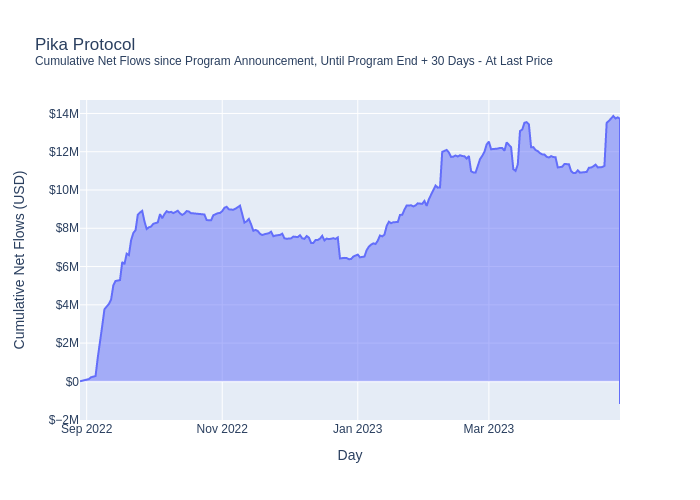 Pika Protocol
Cumulative Net Flows since Program Announcement, Until Program End + 30 Days - At Last Price
Cumulative Net Flows (USD)
$14M
$12M
$10M
$8M
$6M
$4M
$2M
$0
$−2M
Sep 2022
Nov 2022
Jan 2023
Mar 2023
Day